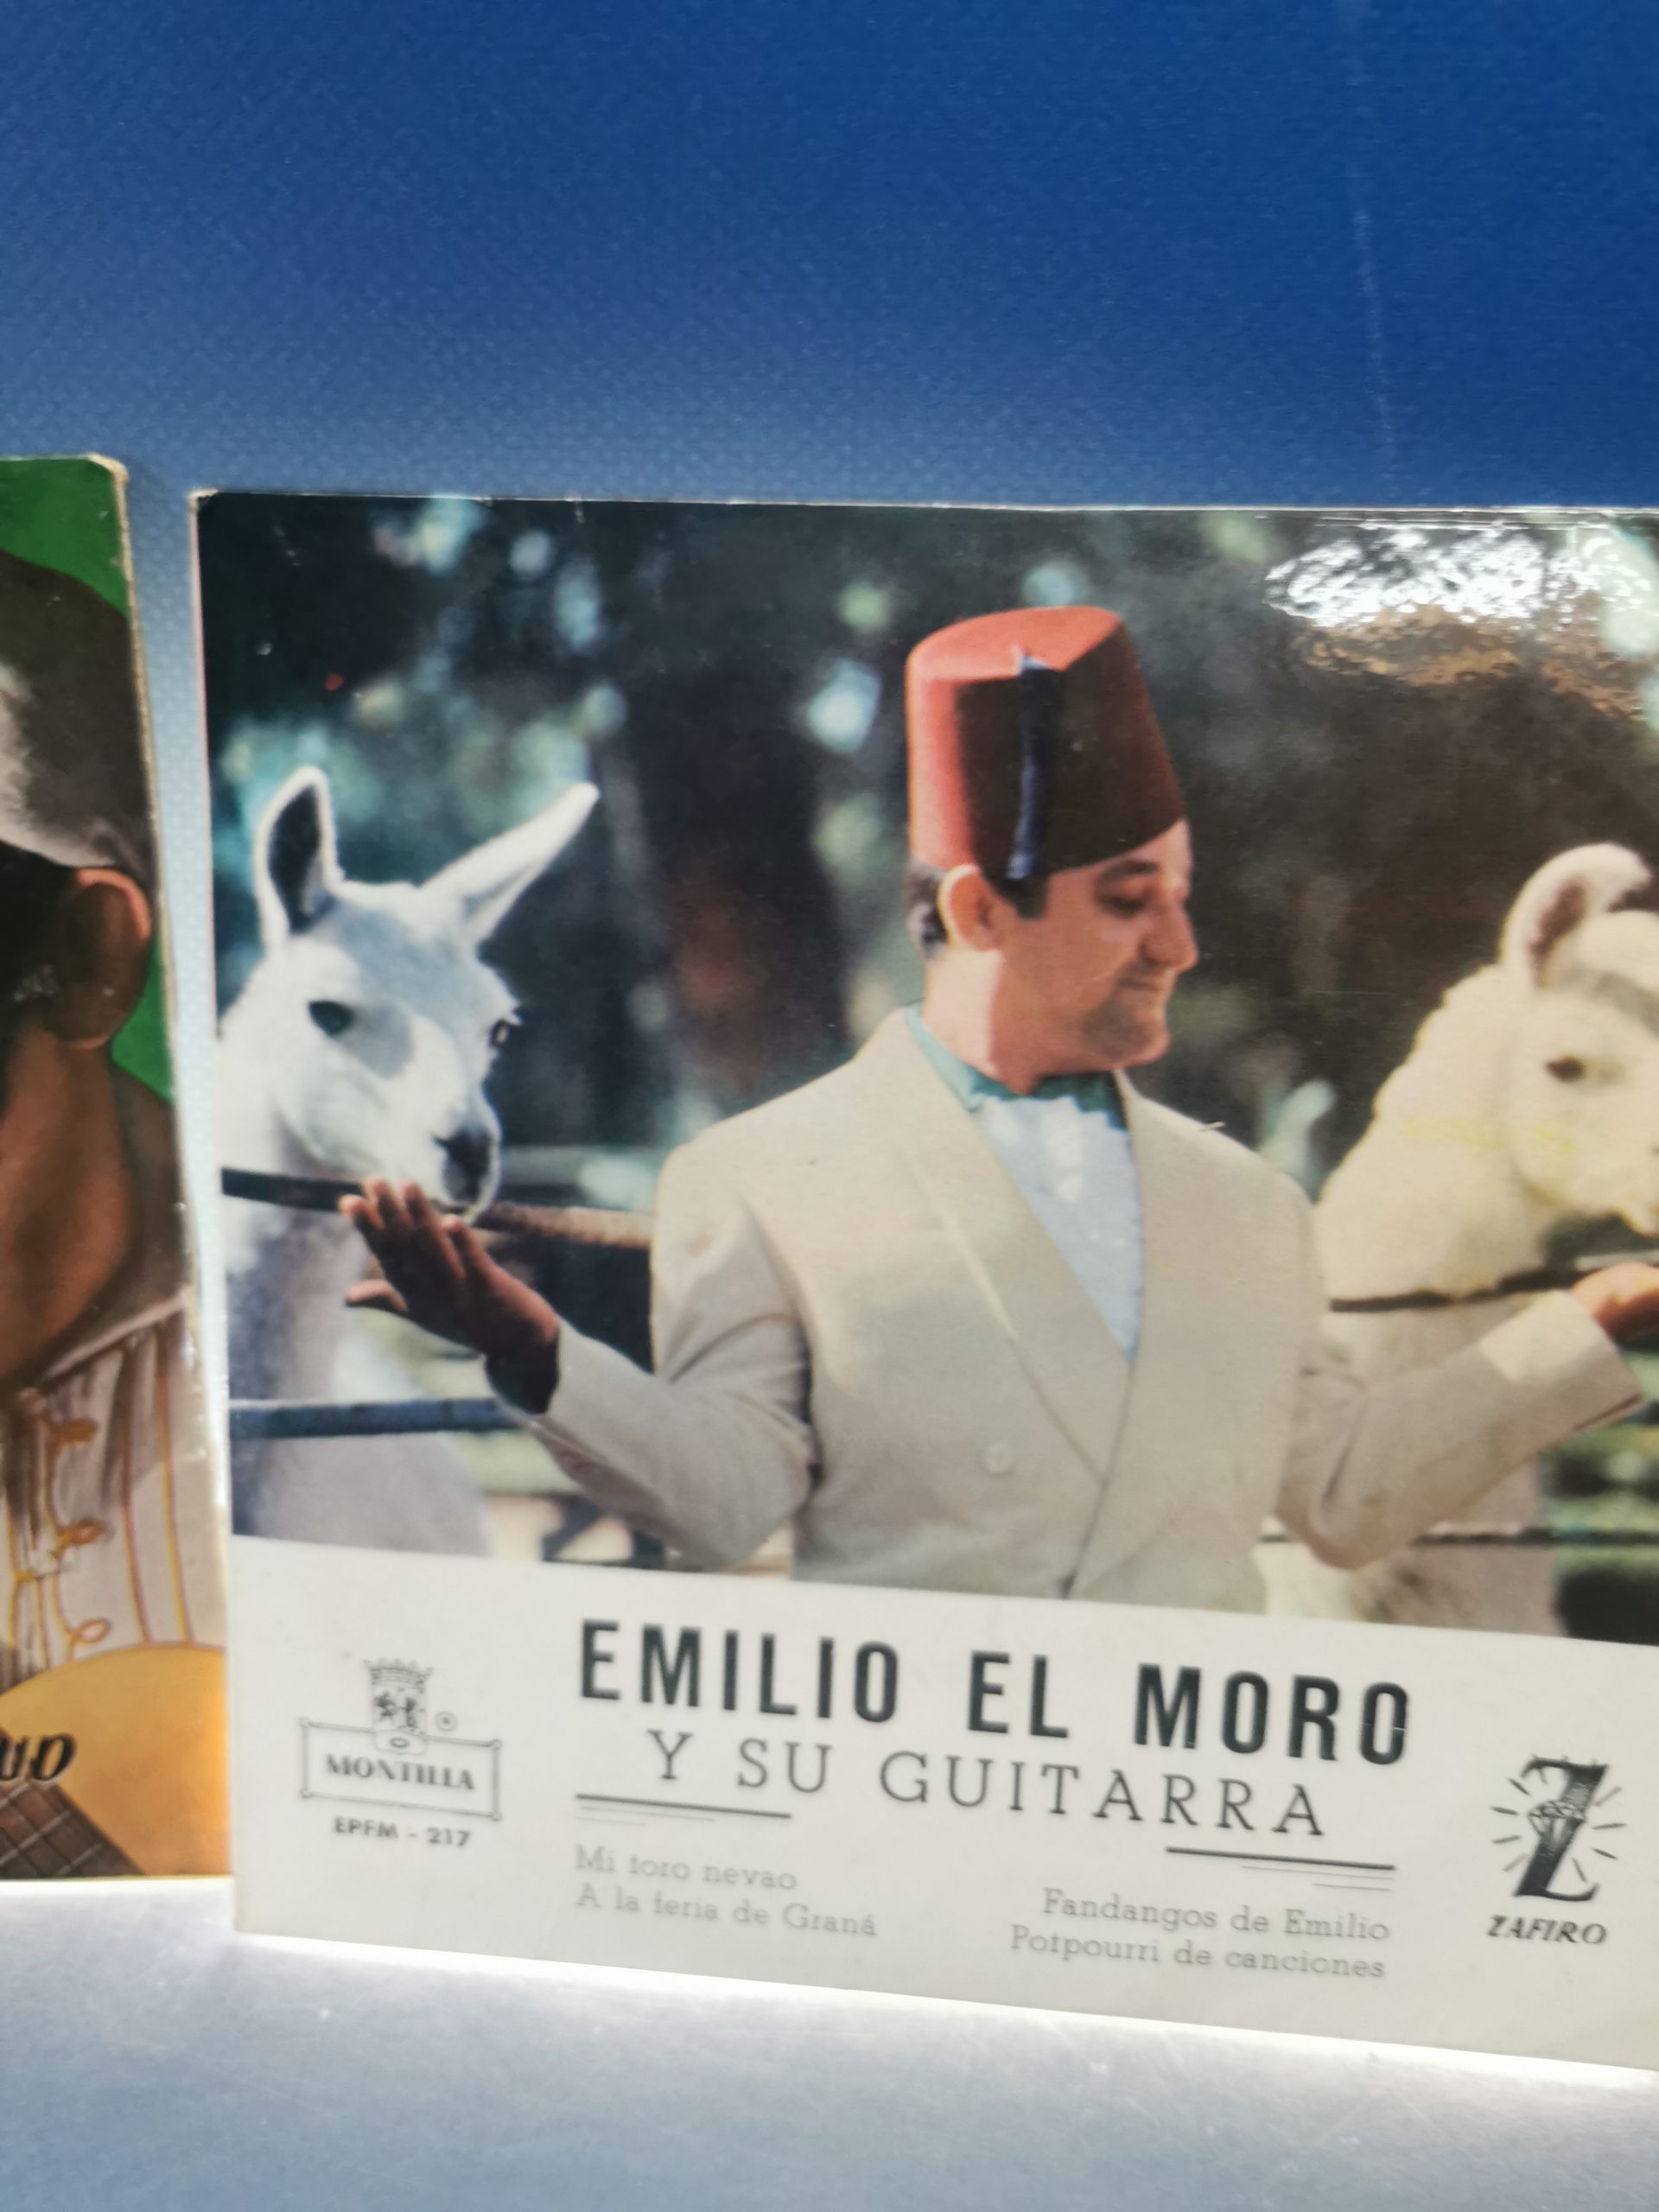 EMILIO EL MORO
Y SU GUITARRA
MONTILLA
EPFM - 217
Mi toro nevao
A la feria de Graná
Fandangos de Emilio
Potpourri de canciones
Z
ZAFIRO